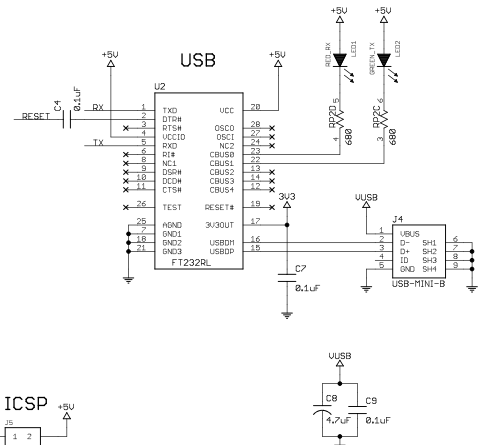 +5V +5V
RED_RX LED1 GREEN_TX LED2
+5V USB +5V
U2
C4 0.1uF
RX 1 TXD VCC 20
RESET 2 DTR#
3 RTS# OSCO 28
4 VCCIO OSCI 27
TX 5 RXD NC2 24
6 RI# CBUS0 23
8 NC1 CBUS1 22
9 DSR# CBUS2 13
10 DCD# CBUS3 14
11 CTS# CBUS4 12
5 RP2D 4 680
6 RP2C 3 680
26 TEST RESET# 19
3V3
25 AGND 3V3OUT 17
7 GND1
18 GND2 USBDM 16
21 GND3 USBDP 15
FT232RL
C7
0.1uF
VUSB
J4
1 VBUS
2 D- SH1 6
3 D+ SH2 7
4 ID SH3 8
5 GND SH4 9
USB-MINI-B
VUSB
C8 C9
4.7uF 0.1uF
ICSP +5V
J5
1 2